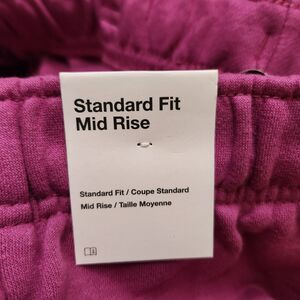 Standard Fit
Mid Rise
Standard Fit / Coupe Standard
Mid Rise / Taille Moyenne